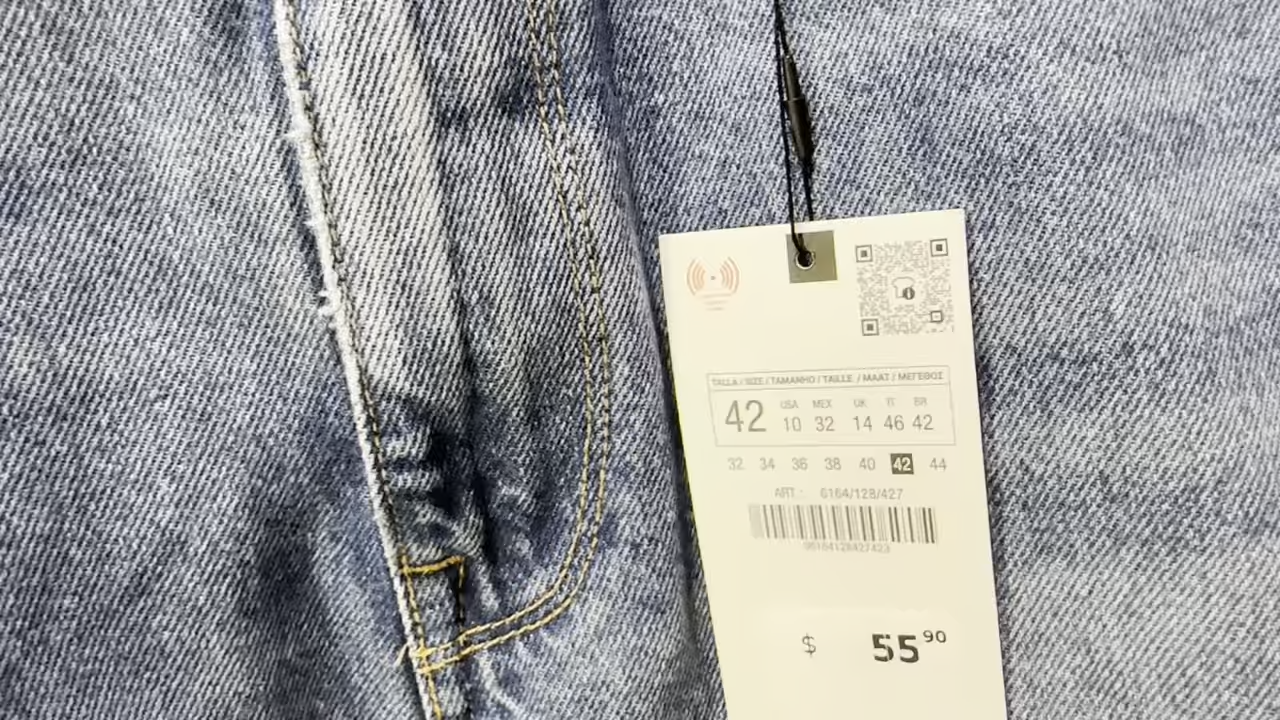 TALLA / SIZE / TAMANHO / TAILLE / MAAT / ΜΕΓΕΘΟΣ
42 USA 10 MEX 32 UK 14 IT 46 BR 42
32 34 36 38 40 42 44
ART.: 6164/128/427
06164128427423
$ 55 90